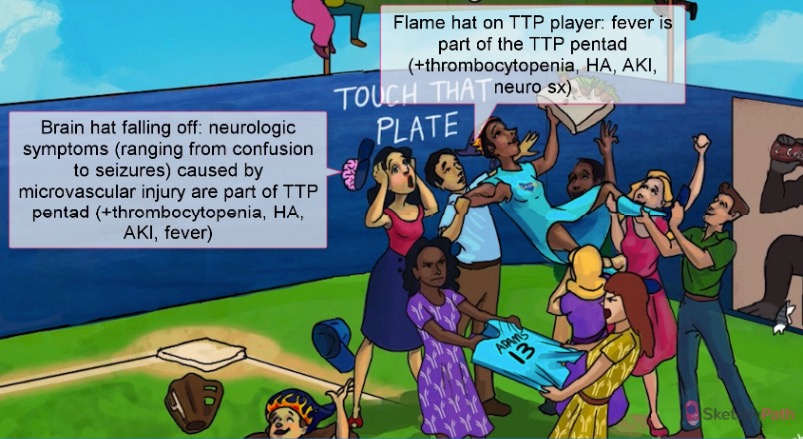 Flame hat on TTP player: fever is
part of the TTP pentad
(+thrombocytopenia, HA, AKI,
neuro sx)
TOUCH THAT
PLATE
Brain hat falling off: neurologic
symptoms (ranging from confusion
to seizures) caused by
microvascular injury are part of TTP
pentad (+thrombocytopenia, HA,
AKI, fever)
ADAMS
13